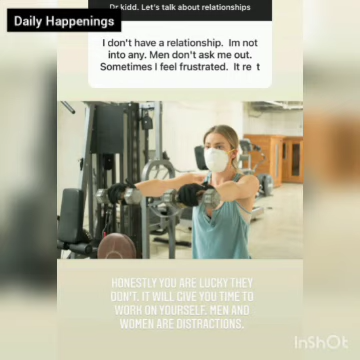 Daily Happenings
Dr kidd. Let's talk about relationships
I don't have a relationship. Im not
into any. Men don't ask me out.
Sometimes I feel frustrated. It re t
HONESTLY YOU ARE LUCKY THEY
DON'T. IT WILL GIVE YOU TIME TO
WORK ON YOURSELF. MEN AND
WOMEN ARE DISTRACTIONS.
InShOt